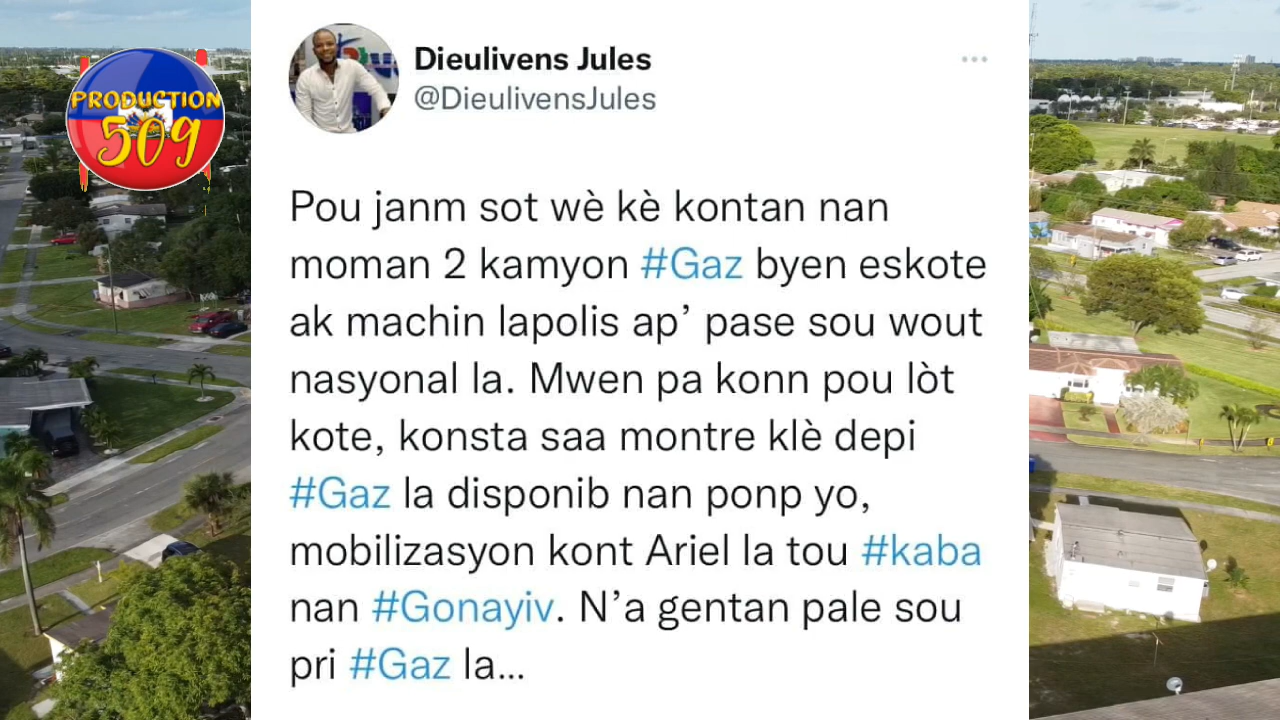 PRODUCTION
509
Dieulivens Jules
@DieulivensJules
Pou janm sot wè kè kontan nan
moman 2 kamyon #Gaz byen eskote
ak machin lapolis ap’ pase sou wout
nasyonal la. Mwen pa konn pou lòt
kote, konsta saa montre klè depi
#Gaz la disponib nan ponp yo,
mobilizasyon kont Ariel la tou #kaba
nan #Gonayiv. N’a gentan pale sou
pri #Gaz la...